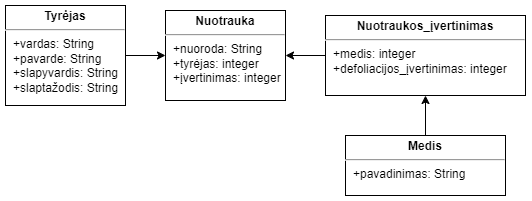 Tyrėjas
+vardas: String
+pavarde: String
+slapyvardis: String
+slaptažodis: String
Nuotrauka
+nuoroda: String
+tyrėjas: integer
+įvertinimas: integer
Nuotraukos_įvertinimas
+medis: integer
+defoliacijos_įvertinimas: integer
Medis
+pavadinimas: String